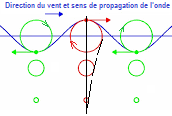 Direction du vent et sens de propagation de l'onde